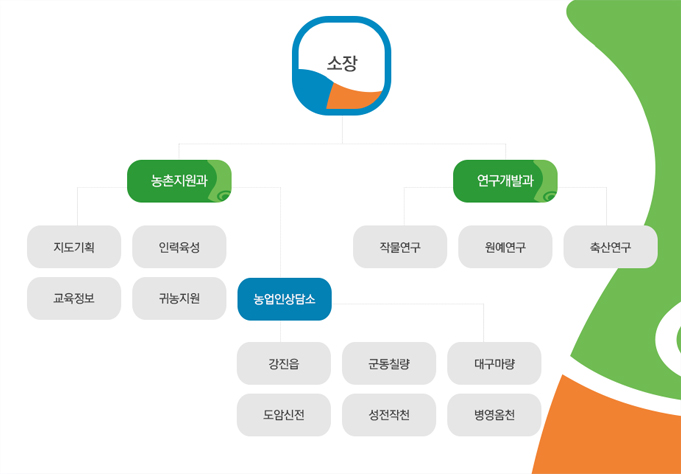 소장
농촌지원과
연구개발과
지도기획
인력육성
작물연구
원예연구
축산연구
교육정보
귀농지원
농업인상담소
강진읍
군동칠량
대구마량
도암신전
성전작천
병영옴천